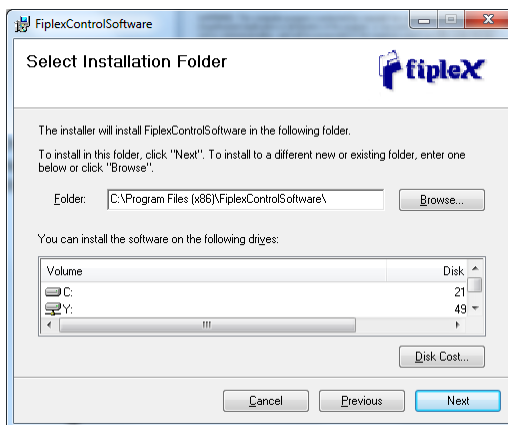 FiplexControlSoftware
Select Installation Folder
fipleX
The installer will install FiplexControlSoftware in the following folder.
To install in this folder, click "Next". To install to a different new or existing folder, enter one
below or click "Browse".
Folder:
C:\Program Files (x86)\FiplexControlSoftware\
Browse...
You can install the software on the following drives:
Volume Disk
C: 21
Y: 49
Disk Cost...
Cancel Previous Next